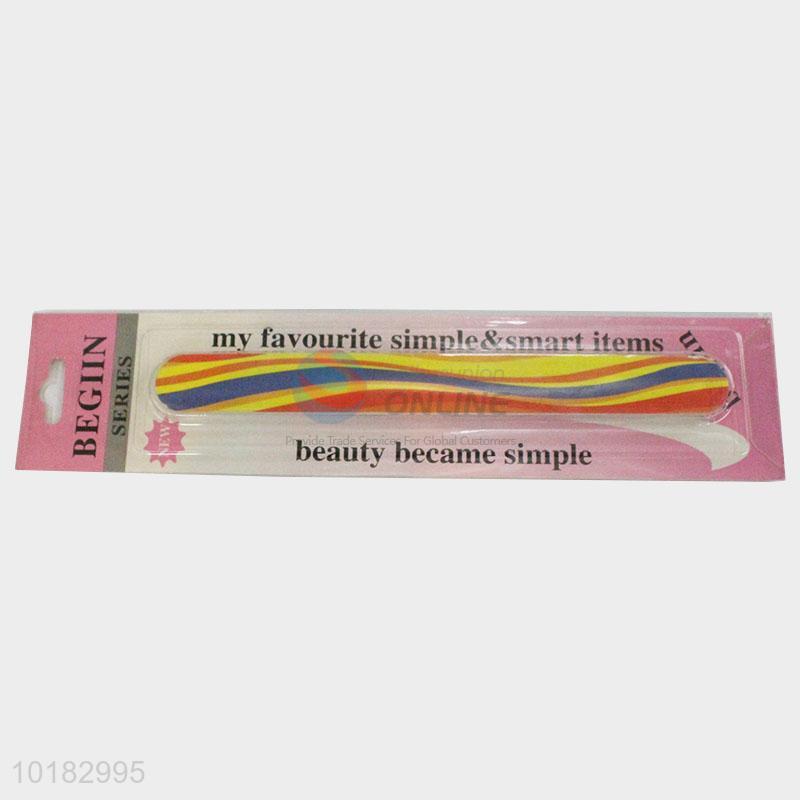 BEGIIN
SERIES
NEW
my favourite simple&smart items
union
ONLINE
Provide Trade Services For Global Customers
beauty became simple
10182995